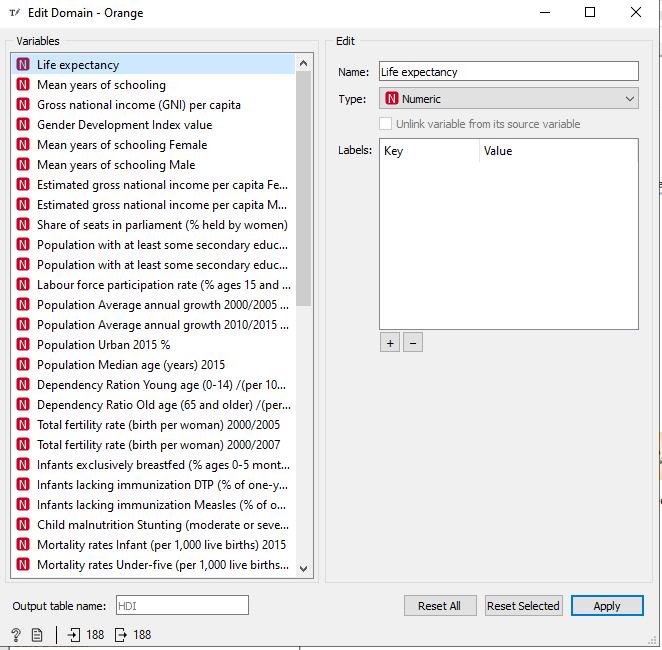 Edit Domain - Orange
Variables
N Life expectancy
N Mean years of schooling
N Gross national income (GNI) per capita
N Gender Development Index value
N Mean years of schooling Female
N Mean years of schooling Male
N Estimated gross national income per capita Fe...
N Estimated gross national income per capita M...
N Share of seats in parliament (% held by women)
N Population with at least some secondary educ...
N Population with at least some secondary educ...
N Labour force participation rate (% ages 15 and ...
N Population Average annual growth 2000/2005 ...
N Population Average annual growth 2010/2015 ...
N Population Urban 2015 %
N Population Median age (years) 2015
N Dependency Ration Young age (0-14) /(per 10...
N Dependency Ratio Old age (65 and older) /(per...
N Total fertility rate (birth per woman) 2000/2005
N Total fertility rate (birth per woman) 2000/2007
N Infants exclusively breastfed (% ages 0-5 mont...
N Infants lacking immunization DTP (% of one-y...
N Infants lacking immunization Measles (% of o...
N Child malnutrition Stunting (moderate or seve...
N Mortality rates Infant (per 1,000 live births) 2015
N Mortality rates Under-five (per 1,000 live births...
Edit
Name: Life expectancy
Type: N Numeric
Unlink variable from its source variable
Labels: Key Value
+ −
Output table name: HDI
Reset All Reset Selected Apply
? 188 188